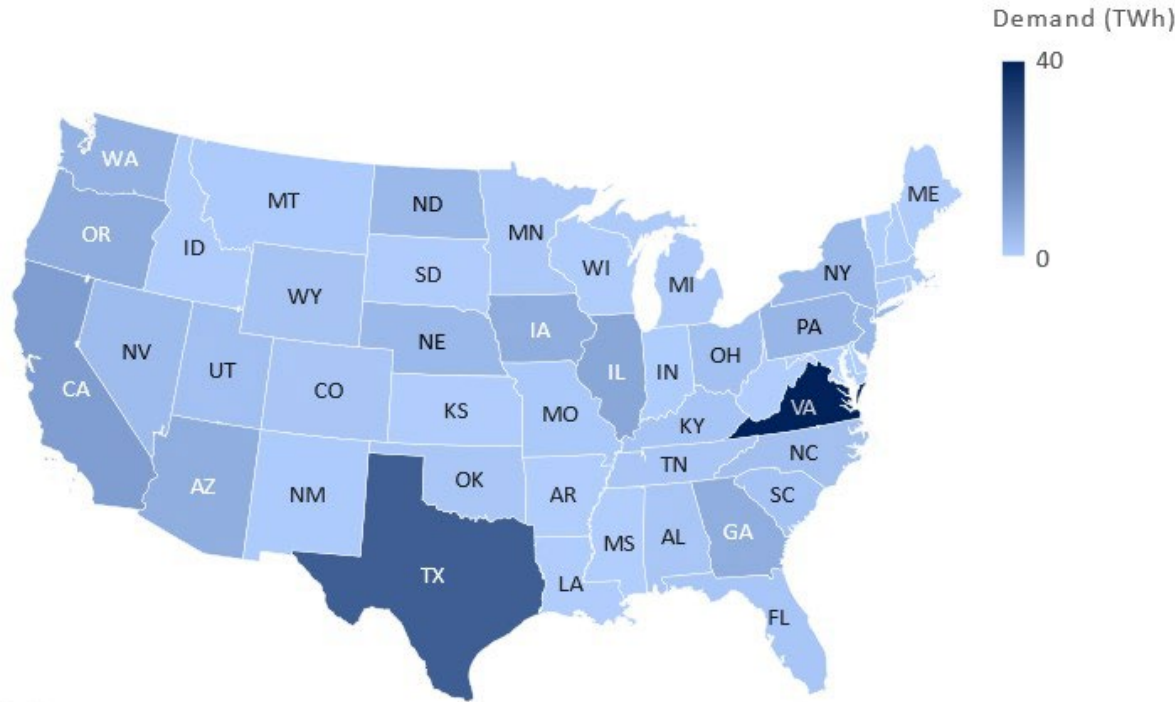 Demand (TWh)
40
0
WA
MT
ND
MN
ME
OR
ID
SD
WI
MI
NY
WY
IA
PA
NE
NV
UT
CO
IL
IN
OH
CA
KS
MO
KY
VA
AZ
NM
OK
AR
TN
NC
SC
TX
MS
AL
GA
LA
FL